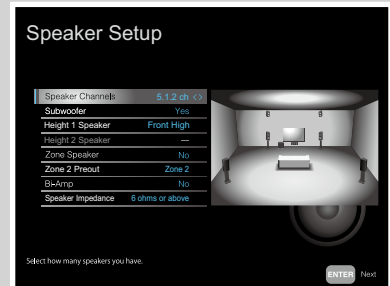 Speaker Setup
Speaker Channels 5.1.2 ch <>
Subwoofer Yes
Height 1 Speaker Front High
Height 2 Speaker —
Zone Speaker No
Zone 2 Preout Zone 2
Bi-Amp No
Speaker Impedance 6 ohms or above
Select how many speakers you have.
ENTER Next